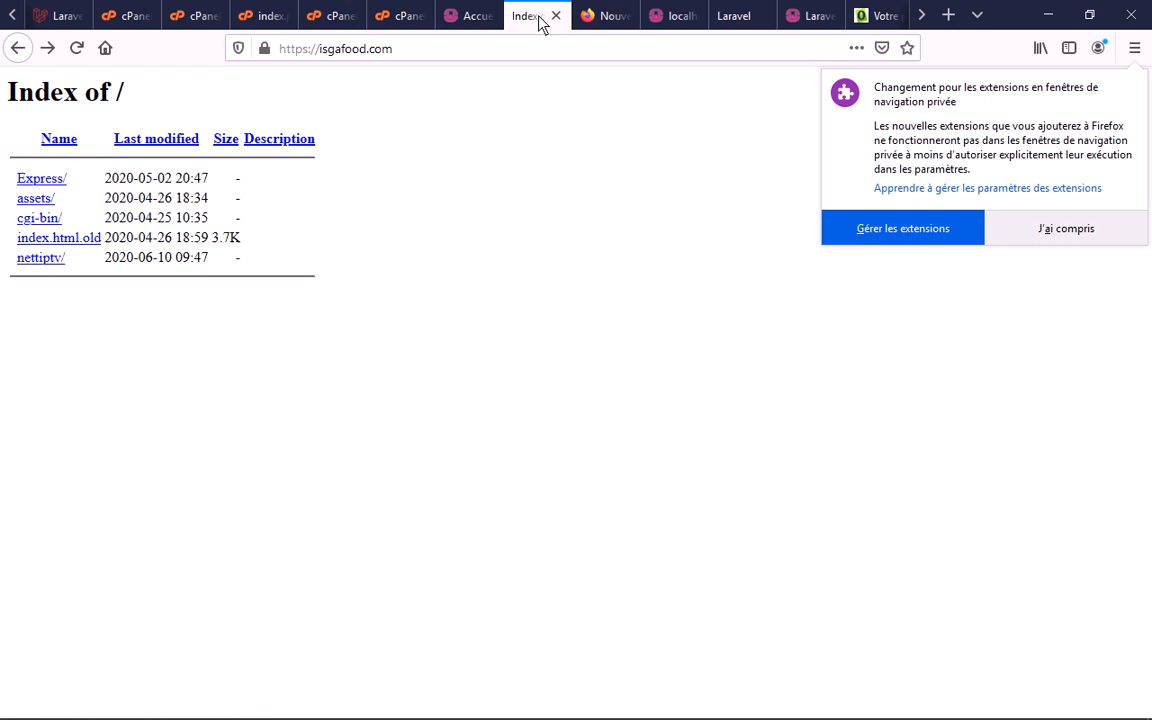 Larave cPane cPane index. cPane cPane Accue Inde Nouve localh Laravel Larave Votre
https://isgafood.com
Index of /
Name Last modified Size Description
Express/ 2020-05-02 20:47 -
assets/ 2020-04-26 18:34 -
cgi-bin/ 2020-04-25 10:35 -
index.html.old 2020-04-26 18:59 3.7K
nettiptv/ 2020-06-10 09:47 -
Changement pour les extensions en fenêtres de
navigation privée
Les nouvelles extensions que vous ajouterez à Firefox
ne fonctionneront pas dans les fenêtres de navigation
privée à moins d'autoriser explicitement leur exécution
dans les paramètres.
Apprendre à gérer les paramètres des extensions
Gérer les extensions J'ai compris